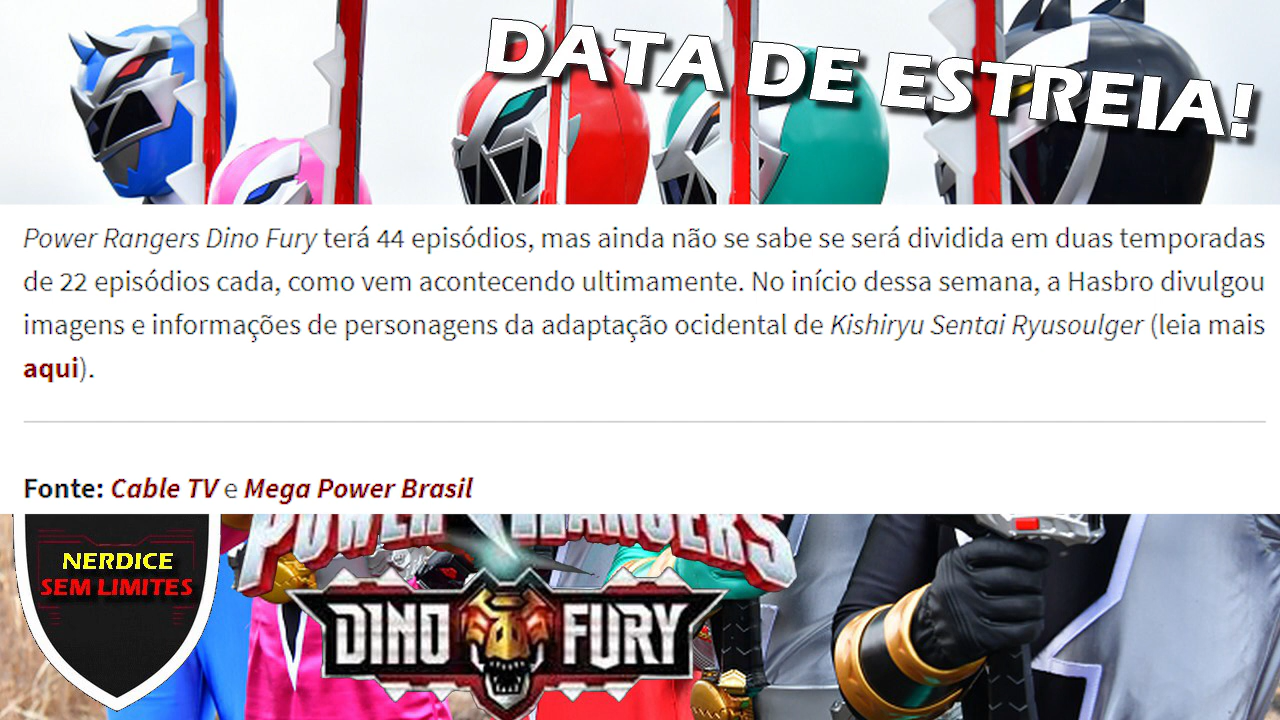 DATA DE ESTREIA!
Power Rangers Dino Fury terá 44 episódios, mas ainda não se sabe se será dividida em duas temporadas
de 22 episódios cada, como vem acontecendo ultimamente. No início dessa semana, a Hasbro divulgou
imagens e informações de personagens da adaptação ocidental de Kishiryu Sentai Ryusoulger (leia mais
aqui).
Fonte: Cable TV e Mega Power Brasil
POWER RANGERS
NERDICE
SEM LIMITES
DINO FURY